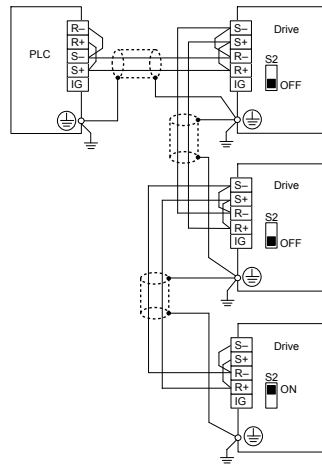 PLC
R–
R+
S–
S+
IG
S–
S+
R–
R+
IG
Drive
S2
OFF
S–
S+
R–
R+
IG
Drive
S2
OFF
S–
S+
R–
R+
IG
Drive
S2
ON